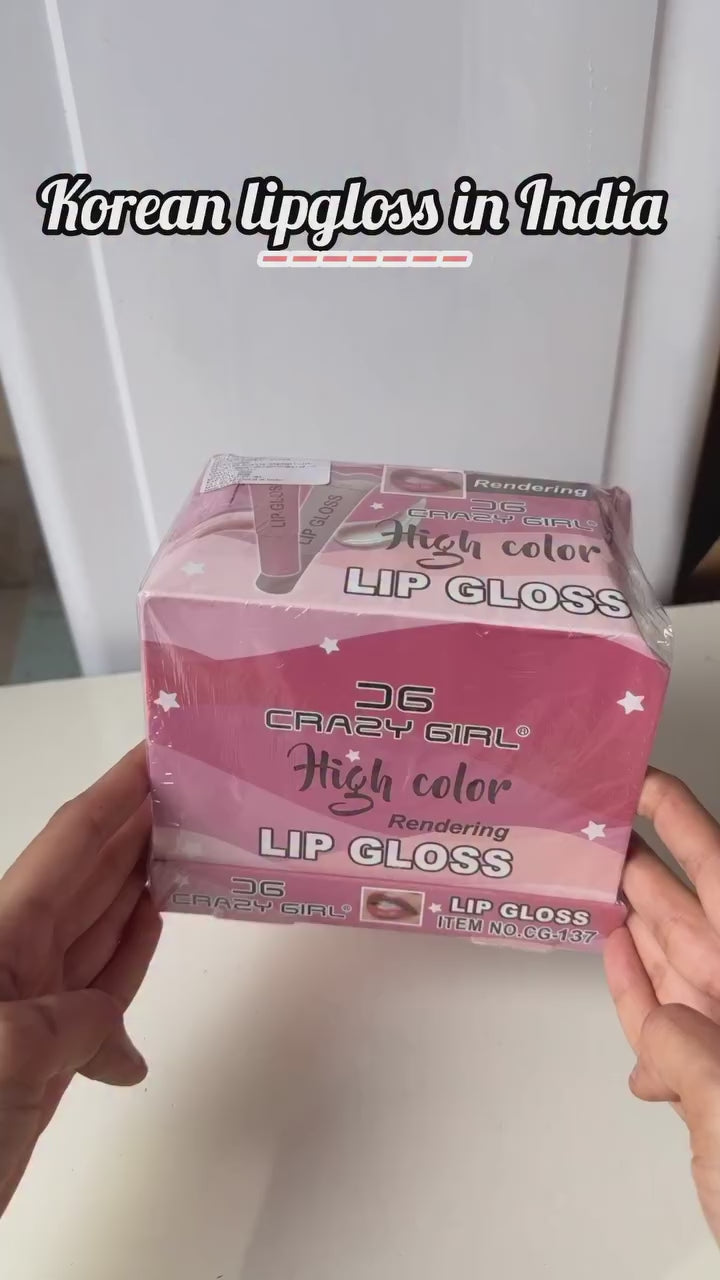 Korean lipgloss in India
LIP GLOSS
LIP GLOSS
Rendering
CRAZY GIRL®
High color
LIP GLOSS
CRAZY GIRL®
High color
Rendering
LIP GLOSS
CRAZY GIRL®
LIP GLOSS
ITEM NO.CG-137